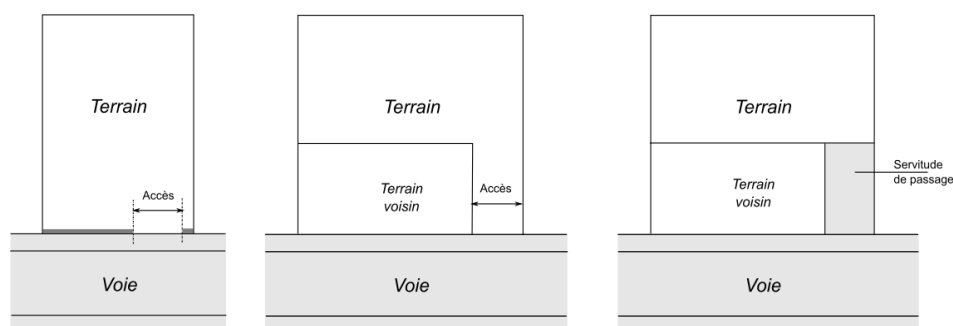 Terrain
Accès
Voie
Terrain
Terrain
voisin
Accès
Voie
Terrain
Terrain
voisin
Servitude
de passage
Voie